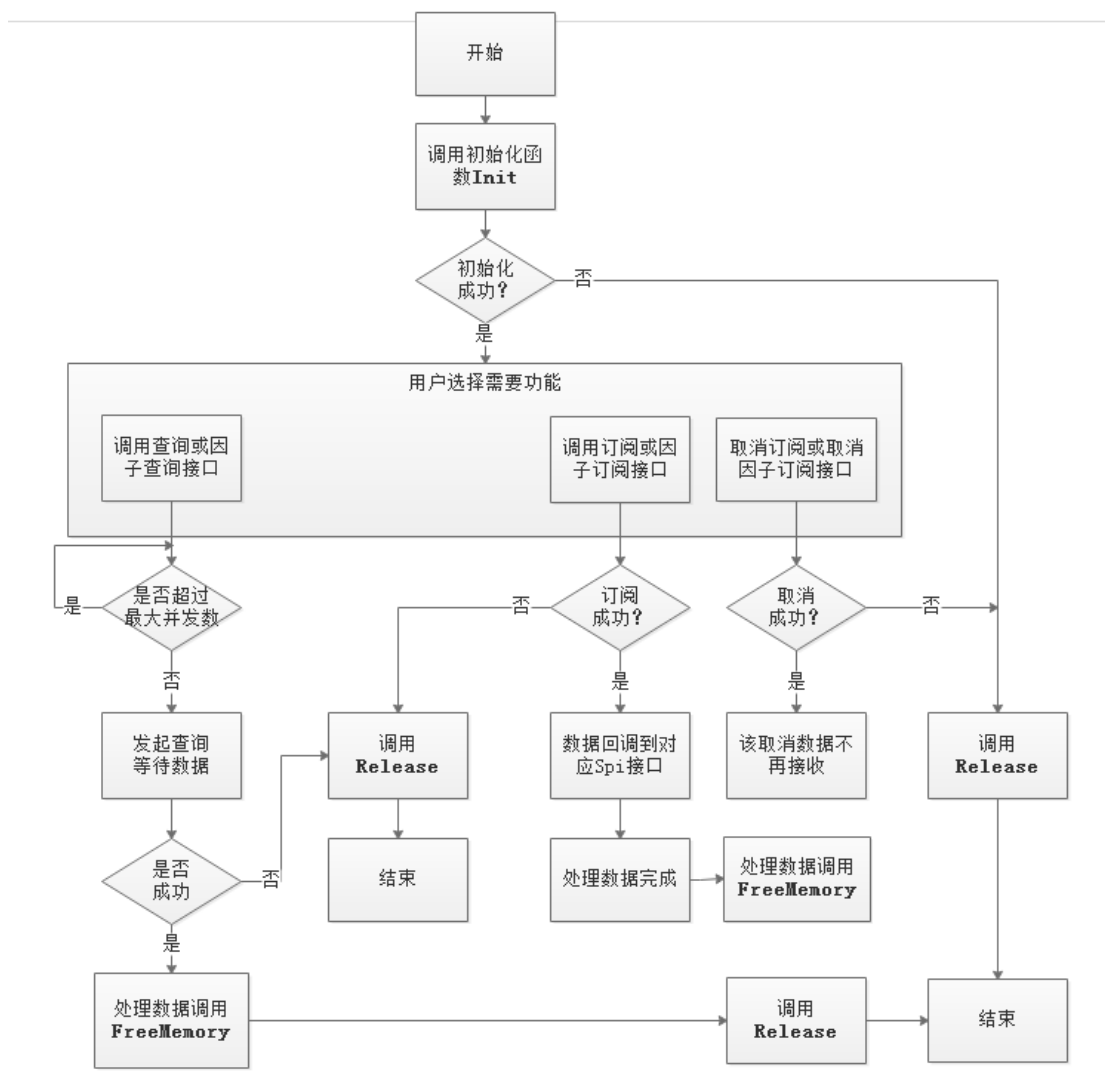 开始
调用初始化函
数Init
初始化
成功?
否
是
用户选择需要功能
调用查询或因
子查询接口
调用订阅或因
子订阅接口
取消订阅或取消
因子订阅接口
是否超过
最大并发数
是
否
订阅
成功?
否
是
取消
成功?
否
是
发起查询
等待数据
调用
Release
数据回调到对
应Spi接口
该取消数据不
再接收
调用
Release
是否
成功
否
是
结束
处理数据完成
处理数据调用
FreeMemory
处理数据调用
FreeMemory
调用
Release
结束